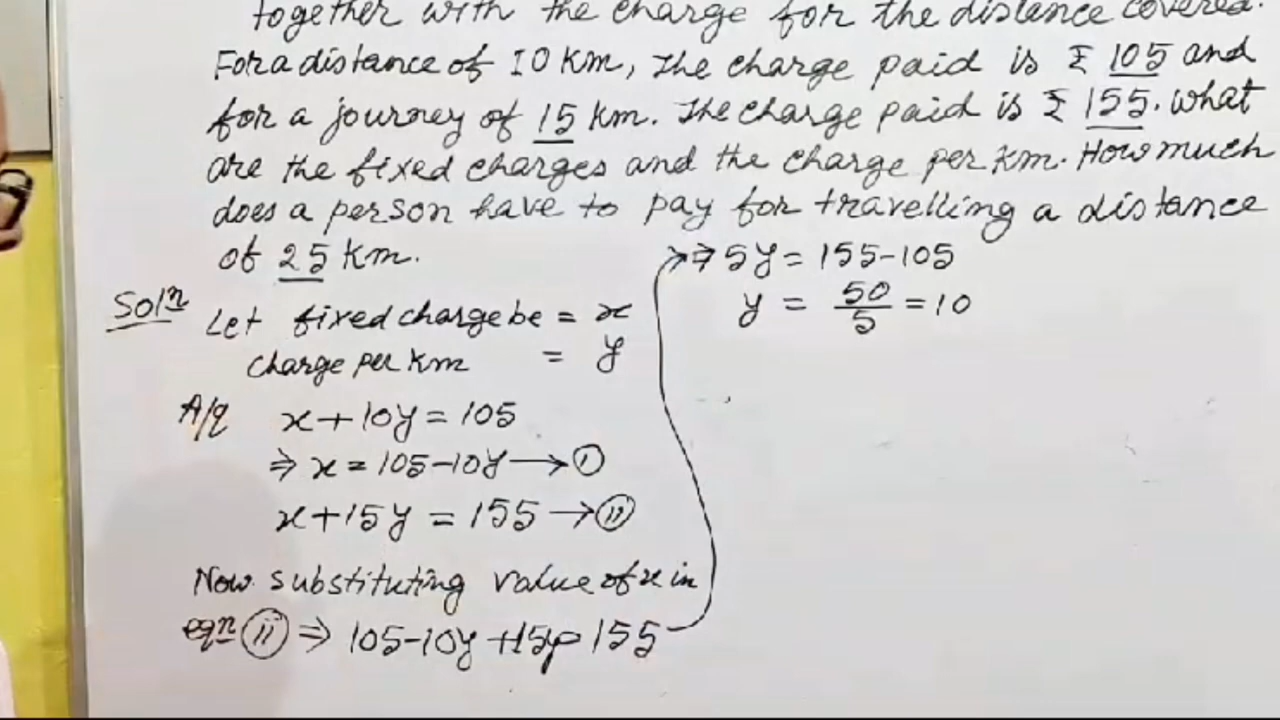 together with the charge for the distance covered.
For a distance of 10 Km, The charge paid is ₹ 105 and
for a journey of 15 km. The charge paid is ₹ 155. What
are the fixed charges and the charge per Km. How much
does a person have to pay for travelling a distance
of 25 Km.
Solⁿ Let fixed charge be = x
charge per Km = y
A/q x + 10y = 105
⇒ x = 105-10y → (i)
x+15y = 155 → (ii)
Now substituting value of x in
eqn (ii) ⇒ 105-10y +15y = 155
⇒ 5y = 155-105
y = 50/5 = 10